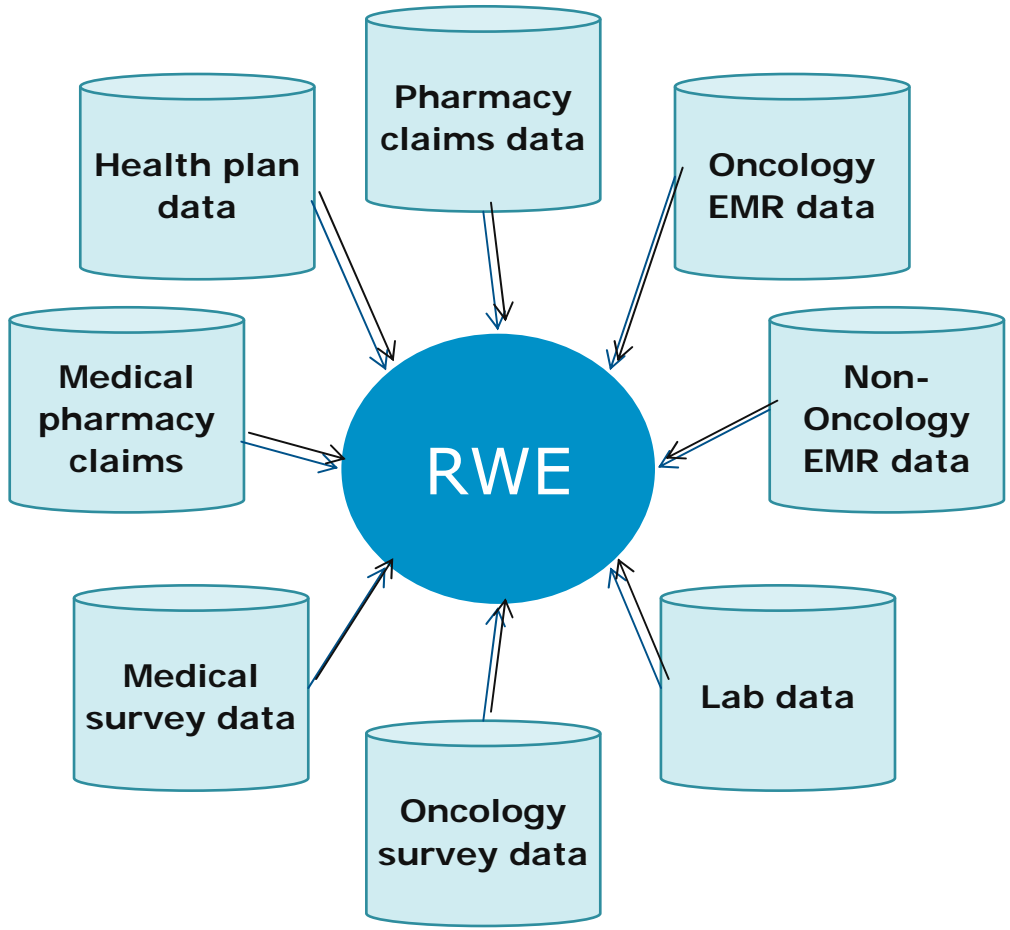 Pharmacy
claims data
Health plan
data
Oncology
EMR data
Medical
pharmacy
claims
RWE
Non-
Oncology
EMR data
Medical
survey data
Lab data
Oncology
survey data